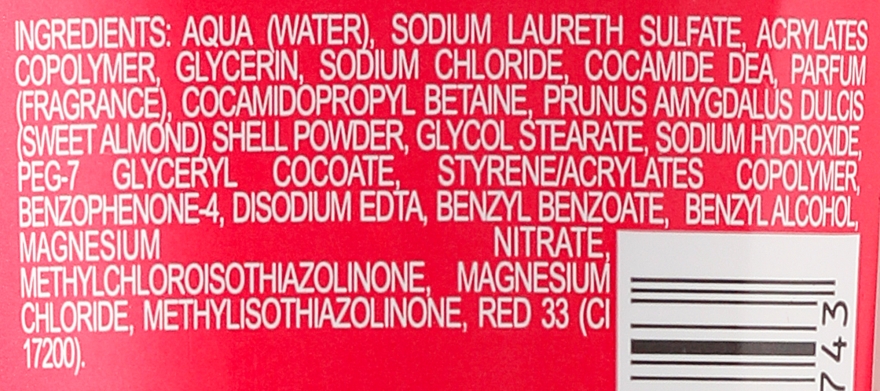 INGREDIENTS: AQUA (WATER), SODIUM LAURETH SULFATE, ACRYLATES
COPOLYMER, GLYCERIN, SODIUM CHLORIDE, COCAMIDE DEA, PARFUM
(FRAGRANCE), COCAMIDOPROPYL BETAINE, PRUNUS AMYGDALUS DULCIS
(SWEET ALMOND) SHELL POWDER, GLYCOL STEARATE, SODIUM HYDROXIDE,
PEG-7 GLYCERYL COCOATE, STYRENE/ACRYLATES COPOLYMER,
BENZOPHENONE-4, DISODIUM EDTA, BENZYL BENZOATE, BENZYL ALCOHOL,
MAGNESIUM NITRATE,
METHYLCHLOROISOTHIAZOLINONE, MAGNESIUM
CHLORIDE, METHYLISOTHIAZOLINONE, RED 33 (CI
17200).
743